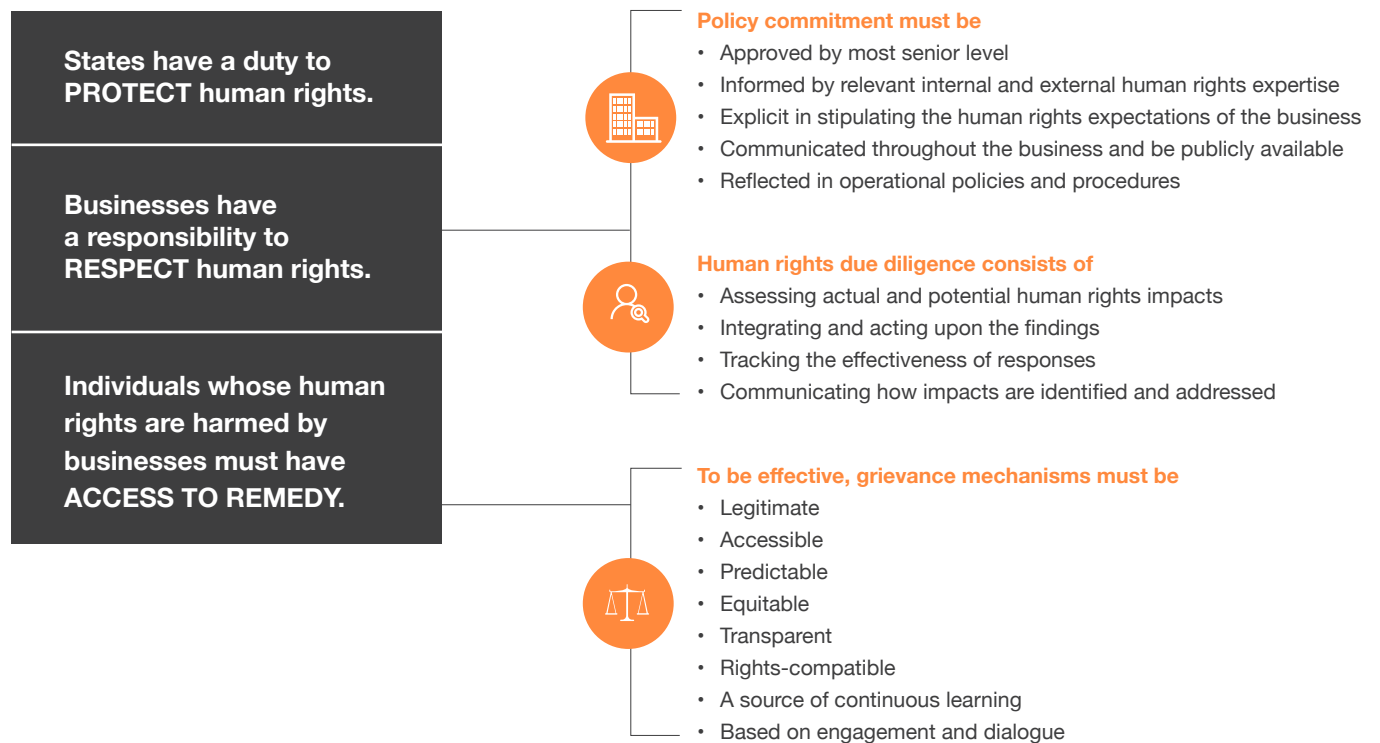 States have a duty to
PROTECT human rights.
Businesses have
a responsibility to
RESPECT human rights.
Individuals whose human
rights are harmed by
businesses must have
ACCESS TO REMEDY.
Policy commitment must be
• Approved by most senior level
• Informed by relevant internal and external human rights expertise
• Explicit in stipulating the human rights expectations of the business
• Communicated throughout the business and be publicly available
• Reflected in operational policies and procedures
Human rights due diligence consists of
• Assessing actual and potential human rights impacts
• Integrating and acting upon the findings
• Tracking the effectiveness of responses
• Communicating how impacts are identified and addressed
To be effective, grievance mechanisms must be
• Legitimate
• Accessible
• Predictable
• Equitable
• Transparent
• Rights-compatible
• A source of continuous learning
• Based on engagement and dialogue